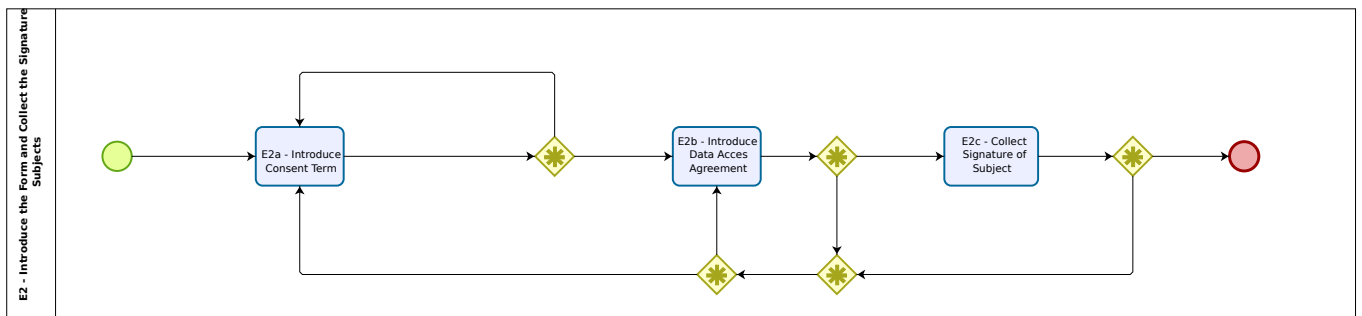 E2 - Introduce the Form and Collect the Signature
Subjects
E2a - Introduce
Consent Term
E2b - Introduce
Data Acces
Agreement
E2c - Collect
Signature of
Subject